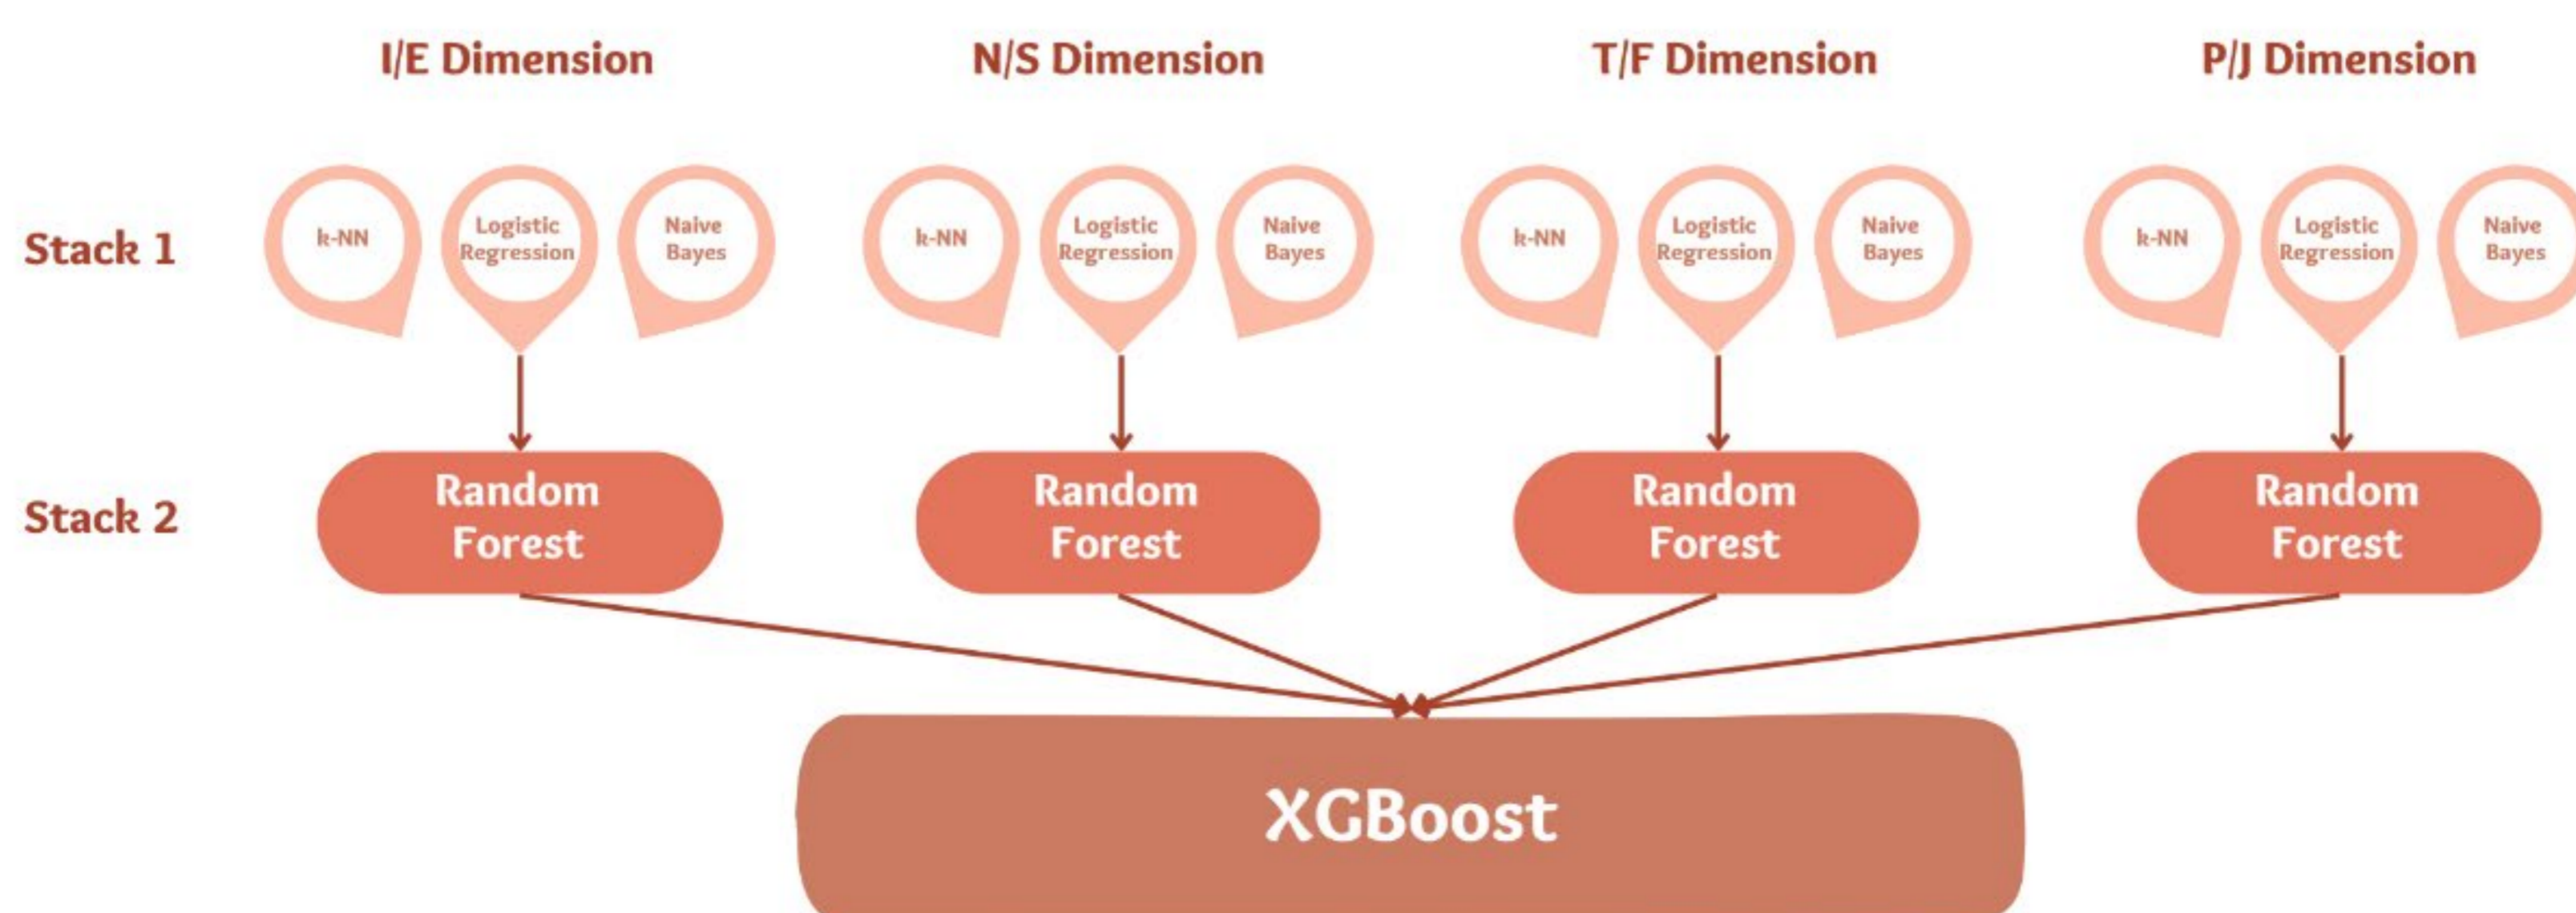 I/E Dimension
N/S Dimension
T/F Dimension
P/J Dimension
Stack 1
k-NN
Logistic
Regression
Naive
Bayes
k-NN
Logistic
Regression
Naive
Bayes
k-NN
Logistic
Regression
Naive
Bayes
k-NN
Logistic
Regression
Naive
Bayes
Stack 2
Random
Forest
Random
Forest
Random
Forest
Random
Forest
XGBoost